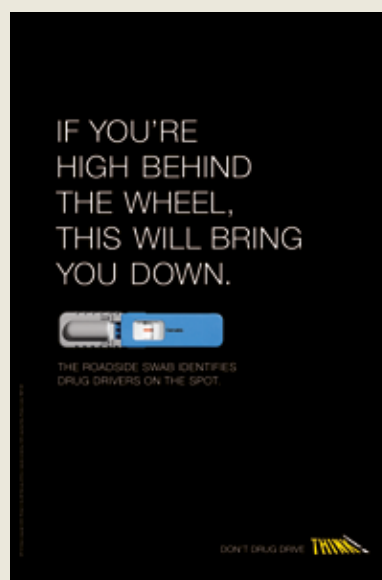 IF YOU'RE
HIGH BEHIND
THE WHEEL,
THIS WILL BRING
YOU DOWN.
THE ROADSIDE SWAB IDENTIFIES
DRUG DRIVERS ON THE SPOT.
DON'T DRUG DRIVE THINK!